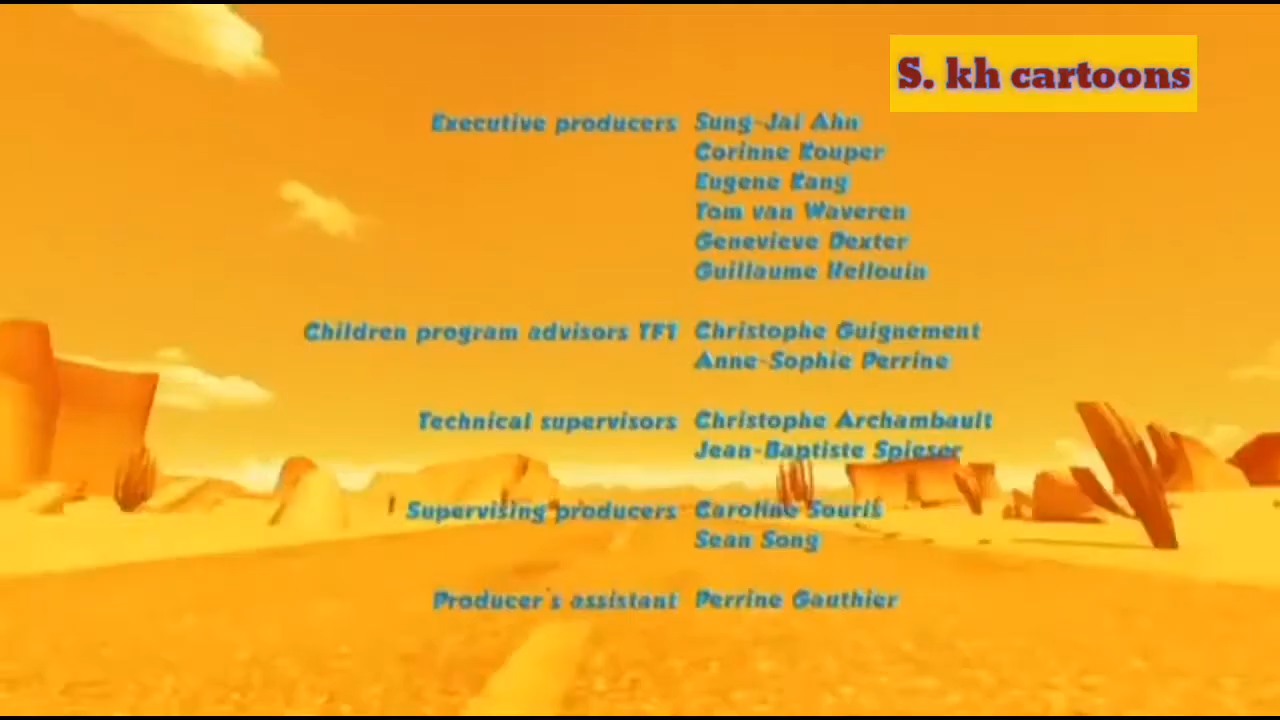 S. kh cartoons
Executive producers Sung-Jai Ahn
Corinne Kouper
Eugene Kang
Tom van Waveren
Genevieve Dexter
Guillaume Hellouin
Children program advisors TF1 Christophe Guignement
Anne-Sophie Perrine
Technical supervisors Christophe Archambault
Jean-Baptiste Spieser
Supervising producers Caroline Souris
Sean Song
Producer's assistant Perrine Gauthier